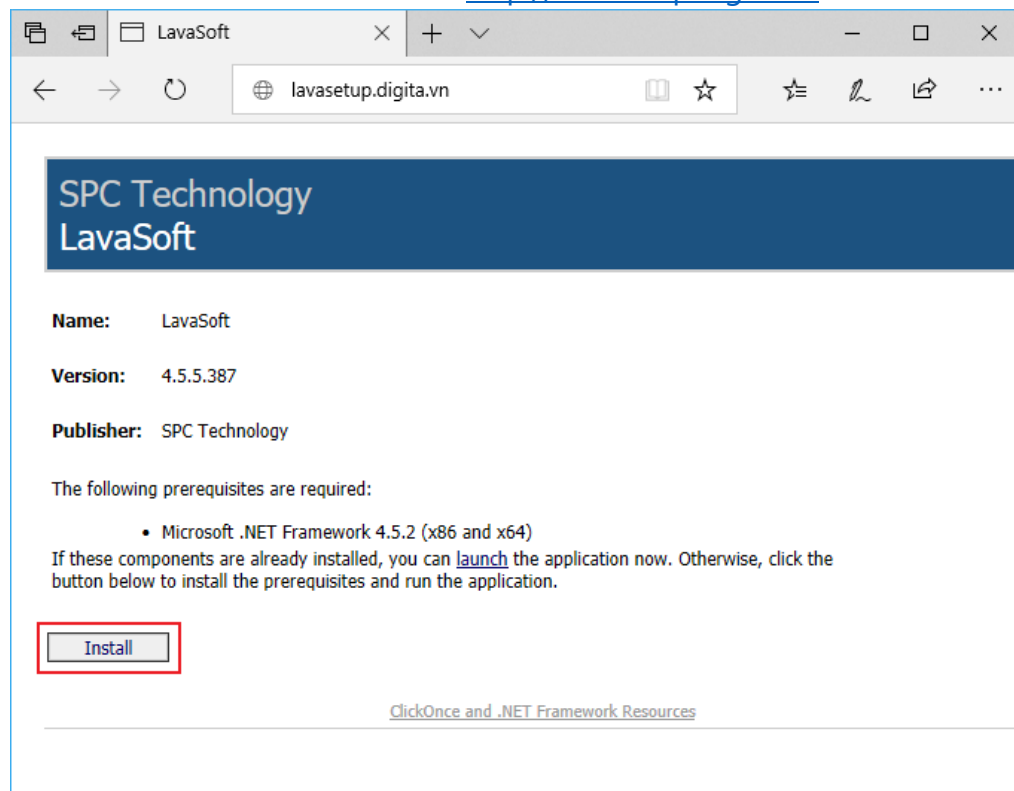 LavaSoft
lavasetup.digita.vn
SPC Technology
LavaSoft
Name: LavaSoft
Version: 4.5.5.387
Publisher: SPC Technology
The following prerequisites are required:
• Microsoft .NET Framework 4.5.2 (x86 and x64)
If these components are already installed, you can launch the application now. Otherwise, click the
button below to install the prerequisites and run the application.
Install
ClickOnce and .NET Framework Resources